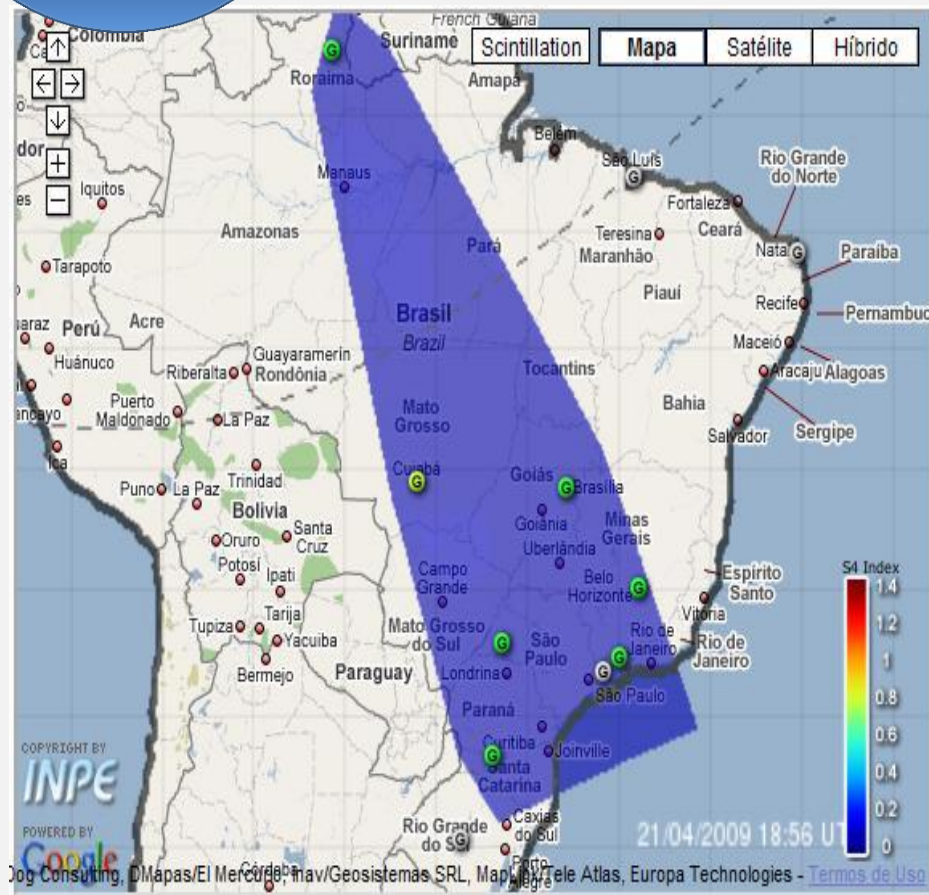 Colombia
French Guiana
Suriname
Scintillation
Mapa
Satélite
Híbrido
Roraima
Amapá
Belém
São Luís
Rio Grande
do Norte
Iquitos
Manaus
Fortaleza
Ceará
Amazonas
Teresina
Maranhão
Pará
Paraíba
Tarapoto
Piauí
Recife
Pernambuc
Brasil
Brazil
Perú
Acre
Maceió
Huánuco
Guayaramerín
Riberalta
Rondônia
Tocantins
Aracaju
Alagoas
Puerto
Maldonado
La Paz
Mato
Grosso
Bahia
Salvador
Sergipe
Ica
Cuiabá
Goiás
Brasília
Puno
La Paz
Trinidad
Bolivia
Goiânia
Minas
Gerais
Oruro
Santa
Cruz
Uberlândia
Potosí
Ipati
Campo
Grande
Belo
Horizonte
Espírito
Santo
Vitória
S4 Index
1.4
1.2
1
0.8
0.6
0.4
0.2
0
Tupiza
Tarija
Yacuiba
Bermejo
Mato Grosso
do Sul
São
Paulo
Rio de
Janeiro
Rio de
Janeiro
Paraguay
Londrina
São Paulo
Paraná
Curitiba
Joinville
Santa
Catarina
COPYRIGHT BY
INPE
POWERED BY
Google
Rio Grande
Caxias
do Sul
Porto
Alegre
21/04/2009 18:56
Córdoba
Termos de Uso